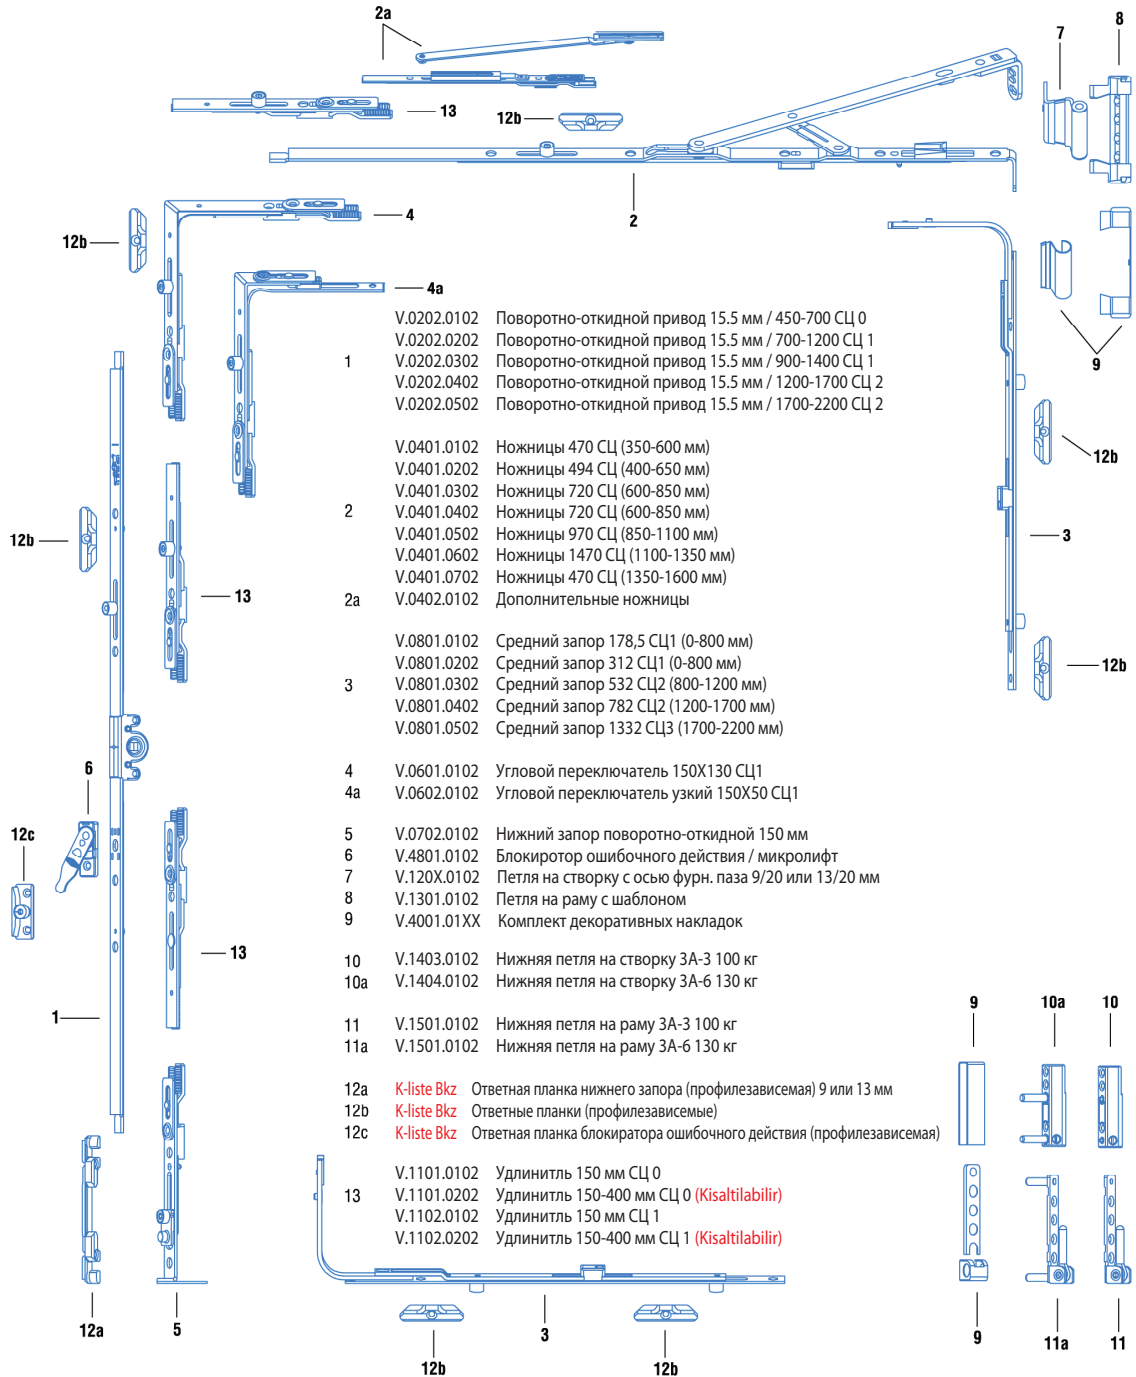 2a
7
8
13
12b
2
4
12b
4a
9
V.0202.0102 Поворотно-откидной привод 15.5 мм / 450-700 СЦ 0
V.0202.0202 Поворотно-откидной привод 15.5 мм / 700-1200 СЦ 1
1 V.0202.0302 Поворотно-откидной привод 15.5 мм / 900-1400 СЦ 1
V.0202.0402 Поворотно-откидной привод 15.5 мм / 1200-1700 СЦ 2
V.0202.0502 Поворотно-откидной привод 15.5 мм / 1700-2200 СЦ 2
V.0401.0102 Ножницы 470 СЦ (350-600 мм)
V.0401.0202 Ножницы 494 СЦ (400-650 мм)
V.0401.0302 Ножницы 720 СЦ (600-850 мм)
2 V.0401.0402 Ножницы 720 СЦ (600-850 мм)
V.0401.0502 Ножницы 970 СЦ (850-1100 мм)
V.0401.0602 Ножницы 1470 СЦ (1100-1350 мм)
V.0401.0702 Ножницы 470 СЦ (1350-1600 мм)
2a V.0402.0102 Дополнительные ножницы
12b
12b
3
13
V.0801.0102 Средний запор 178,5 СЦ1 (0-800 мм)
V.0801.0202 Средний запор 312 СЦ1 (0-800 мм)
3 V.0801.0302 Средний запор 532 СЦ2 (800-1200 мм)
V.0801.0402 Средний запор 782 СЦ2 (1200-1700 мм)
V.0801.0502 Средний запор 1332 СЦ3 (1700-2200 мм)
12b
6
4 V.0601.0102 Угловой переключатель 150X130 СЦ1
4a V.0602.0102 Угловой переключатель узкий 150X50 СЦ1
12c
5 V.0702.0102 Нижний запор поворотно-откидной 150 мм
6 V.4801.0102 Блокиротор ошибочного действия / микролифт
7 V.120X.0102 Петля на створку с осью фурн. паза 9/20 или 13/20 мм
8 V.1301.0102 Петля на раму с шаблоном
9 V.4001.01XX Комплект декоративных накладок
13
10 V.1403.0102 Нижняя петля на створку 3А-3 100 кг
10a V.1404.0102 Нижняя петля на створку 3А-6 130 кг
1
9
10a
10
11 V.1501.0102 Нижняя петля на раму 3А-3 100 кг
11a V.1501.0102 Нижняя петля на раму 3А-6 130 кг
12a K-liste Bkz Ответная планка нижнего запора (профилезависемая) 9 или 13 мм
12b K-liste Bkz Ответные планки (профилезависемые)
12c K-liste Bkz Ответная планка блокиратора ошибочного действия (профилезависемая)
V.1101.0102 Удлинитль 150 мм СЦ 0
13 V.1101.0202 Удлинитль 150-400 мм СЦ 0 (Kisaltilabilir)
V.1102.0102 Удлинитль 150 мм СЦ 1
V.1102.0202 Удлинитль 150-400 мм СЦ 1 (Kisaltilabilir)
12a
5
3
9
11a
11
12b
12b